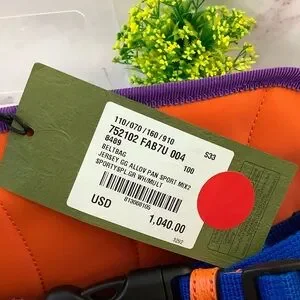 110/070/160/910
752102 FAB7U 004 S33
8489 100
BELTBAG
JERSEY GG ALLOV PAN SPORT MIX2
SPORTYSPL.GR WH/MULT
USD 1,040.00